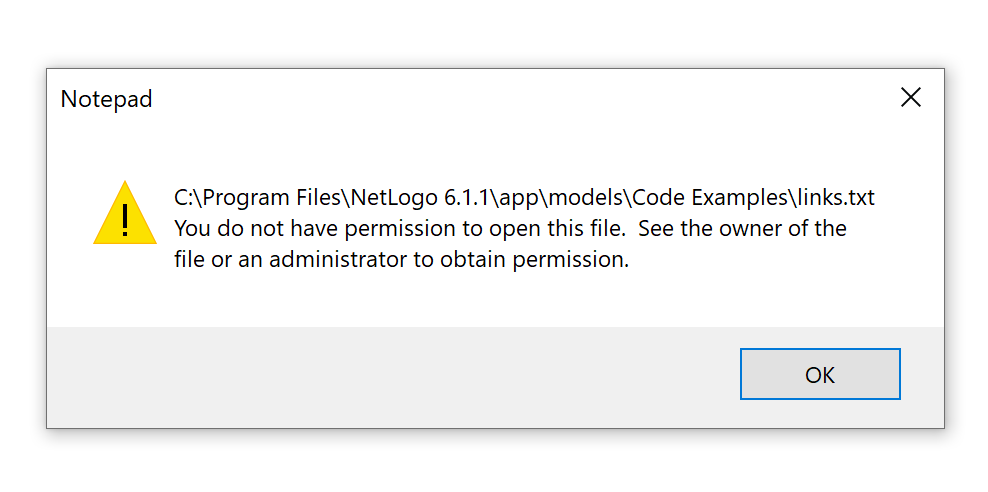 Notepad
C:\Program Files\NetLogo 6.1.1\app\models\Code Examples\links.txt
You do not have permission to open this file.  See the owner of the
file or an administrator to obtain permission.
OK